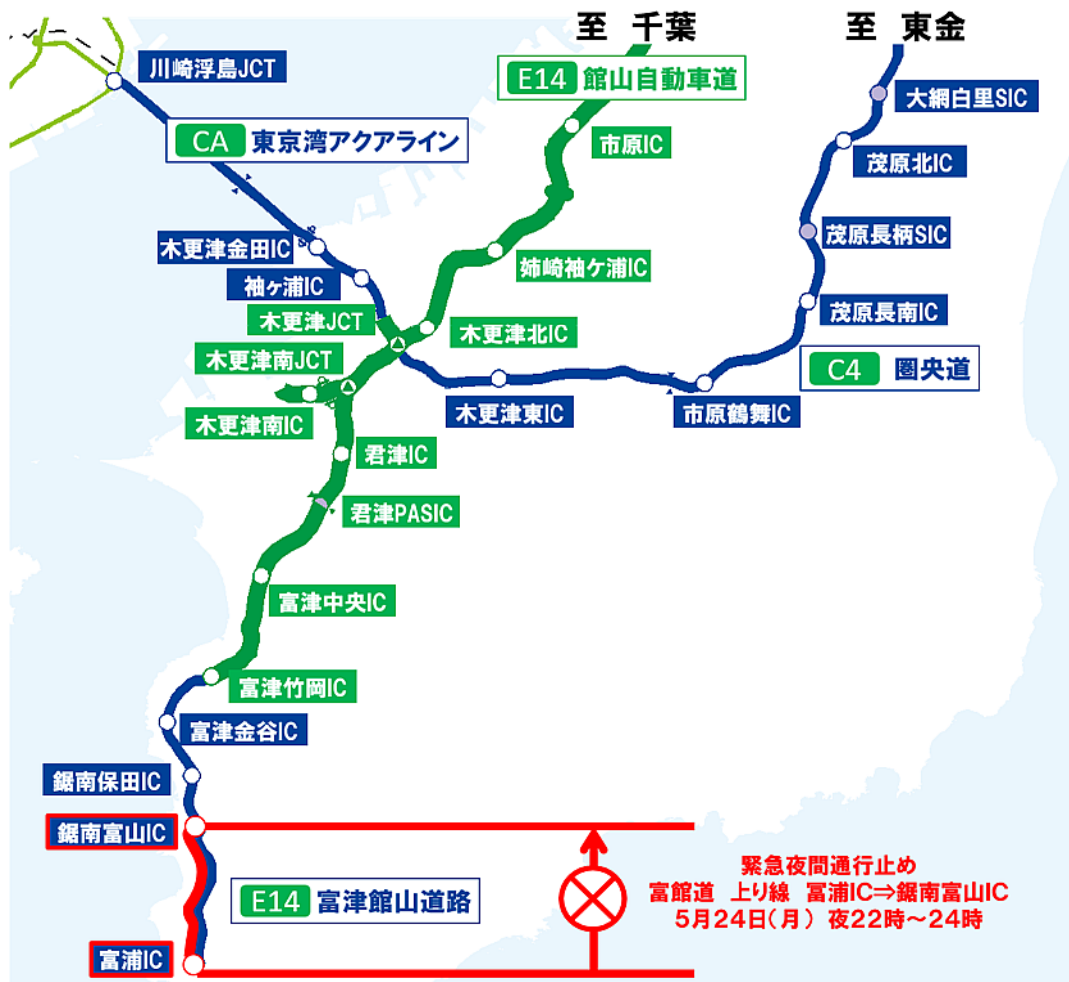 至 千葉
至 東金
川崎浮島JCT
E14 館山自動車道
大網白里SIC
CA 東京湾アクアライン
市原IC
茂原北IC
木更津金田IC
茂原長柄SIC
姉崎袖ケ浦IC
袖ヶ浦IC
茂原長南IC
木更津JCT
木更津北IC
木更津南JCT
C4 圏央道
木更津東IC
市原鶴舞IC
木更津南IC
君津IC
君津PASIC
富津中央IC
富津竹岡IC
富津金谷IC
鋸南保田IC
鋸南富山IC
緊急夜間通行止め
富館道 上り線 冨浦IC⇒鋸南富山IC
5月24日(月) 夜22時～24時
E14 富津館山道路
富浦IC